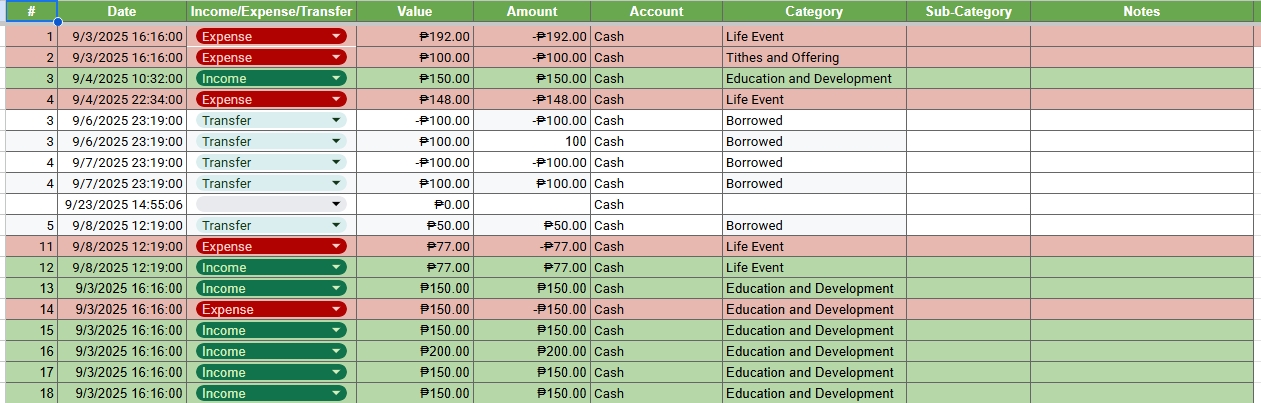 # Date Income/Expense/Transfer Value Amount Account Category Sub-Category Notes
1 9/3/2025 16:16:00 Expense ₱192.00 -₱192.00 Cash Life Event
2 9/3/2025 16:16:00 Expense ₱100.00 -₱100.00 Cash Tithes and Offering
3 9/4/2025 10:32:00 Income ₱150.00 ₱150.00 Cash Education and Development
4 9/4/2025 22:34:00 Expense ₱148.00 -₱148.00 Cash Life Event
3 9/6/2025 23:19:00 Transfer -₱100.00 -₱100.00 Cash Borrowed
3 9/6/2025 23:19:00 Transfer ₱100.00 100 Cash Borrowed
4 9/7/2025 23:19:00 Transfer -₱100.00 -₱100.00 Cash Borrowed
4 9/7/2025 23:19:00 Transfer ₱100.00 ₱100.00 Cash Borrowed
9/23/2025 14:55:06 ₱0.00 Cash
5 9/8/2025 12:19:00 Transfer ₱50.00 ₱50.00 Cash Borrowed
11 9/8/2025 12:19:00 Expense ₱77.00 -₱77.00 Cash Life Event
12 9/8/2025 12:19:00 Income ₱77.00 ₱77.00 Cash Life Event
13 9/3/2025 16:16:00 Income ₱150.00 ₱150.00 Cash Education and Development
14 9/3/2025 16:16:00 Expense ₱150.00 -₱150.00 Cash Education and Development
15 9/3/2025 16:16:00 Income ₱150.00 ₱150.00 Cash Education and Development
16 9/3/2025 16:16:00 Income ₱200.00 ₱200.00 Cash Education and Development
17 9/3/2025 16:16:00 Income ₱150.00 ₱150.00 Cash Education and Development
18 9/3/2025 16:16:00 Income ₱150.00 ₱150.00 Cash Education and Development